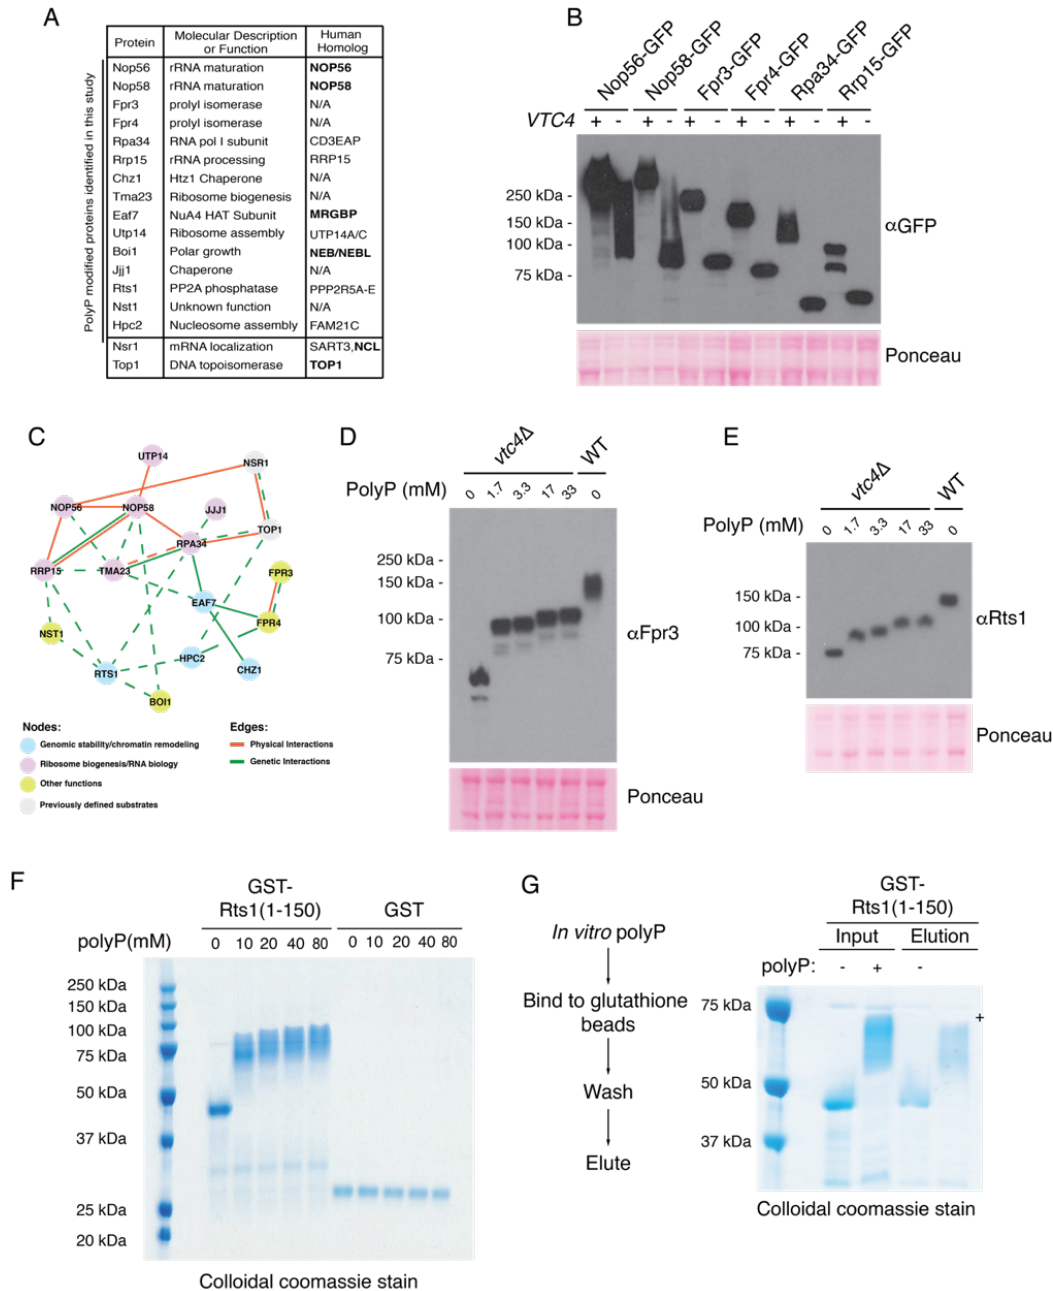 A
Protein Molecular Description or Function Human Homolog
PolyP modified proteins identified in this study
Nop56 rRNA maturation NOP56
Nop58 rRNA maturation NOP58
Fpr3 prolyl isomerase N/A
Fpr4 prolyl isomerase N/A
Rpa34 RNA pol I subunit CD3EAP
Rrp15 rRNA processing RRP15
Chz1 Htz1 Chaperone N/A
Tma23 Ribosome biogenesis N/A
Eaf7 NuA4 HAT Subunit MRGBP
Utp14 Ribosome assembly UTP14A/C
Boi1 Polar growth NEB/NEBL
Jjj1 Chaperone N/A
Rts1 PP2A phosphatase PPP2R5A-E
Nst1 Unknown function N/A
Hpc2 Nucleosome assembly FAM21C
Nsr1 mRNA localization SART3,NCL
Top1 DNA topoisomerase TOP1
B
Nop56-GFP Nop58-GFP Fpr3-GFP Fpr4-GFP Rpa34-GFP Rrp15-GFP
VTC4 + - + - + - + - + - + -
250 kDa -
150 kDa -
100 kDa -
75 kDa -
αGFP
Ponceau
C
UTP14
NSR1
NOP56
NOP58
JJJ1
TOP1
RPA34
RRP15
TMA23
FPR3
EAF7
FPR4
NST1
HPC2
RTS1
CHZ1
BOI1
Nodes:
Genomic stability/chromatin remodeling
Ribosome biogenesis/RNA biology
Other functions
Previously defined substrates
Edges:
Physical Interactions
Genetic Interactions
D
vtc4Δ WT
PolyP (mM) 0 1.7 3.3 17 33 0
250 kDa -
150 kDa -
100 kDa -
75 kDa -
αFpr3
Ponceau
E
vtc4Δ WT
PolyP (mM) 0 1.7 3.3 17 33 0
150 kDa -
100 kDa -
75 kDa -
αRts1
Ponceau
F
GST-
Rts1(1-150) GST
polyP(mM) 0 10 20 40 80 0 10 20 40 80
250 kDa
150 kDa
100 kDa
75 kDa
50 kDa
37 kDa
25 kDa
20 kDa
Colloidal coomassie stain
G
In vitro polyP
Bind to glutathione
beads
Wash
Elute
GST-
Rts1(1-150)
Input Elution
polyP: - + -
+
75 kDa
50 kDa
37 kDa
Colloidal coomassie stain